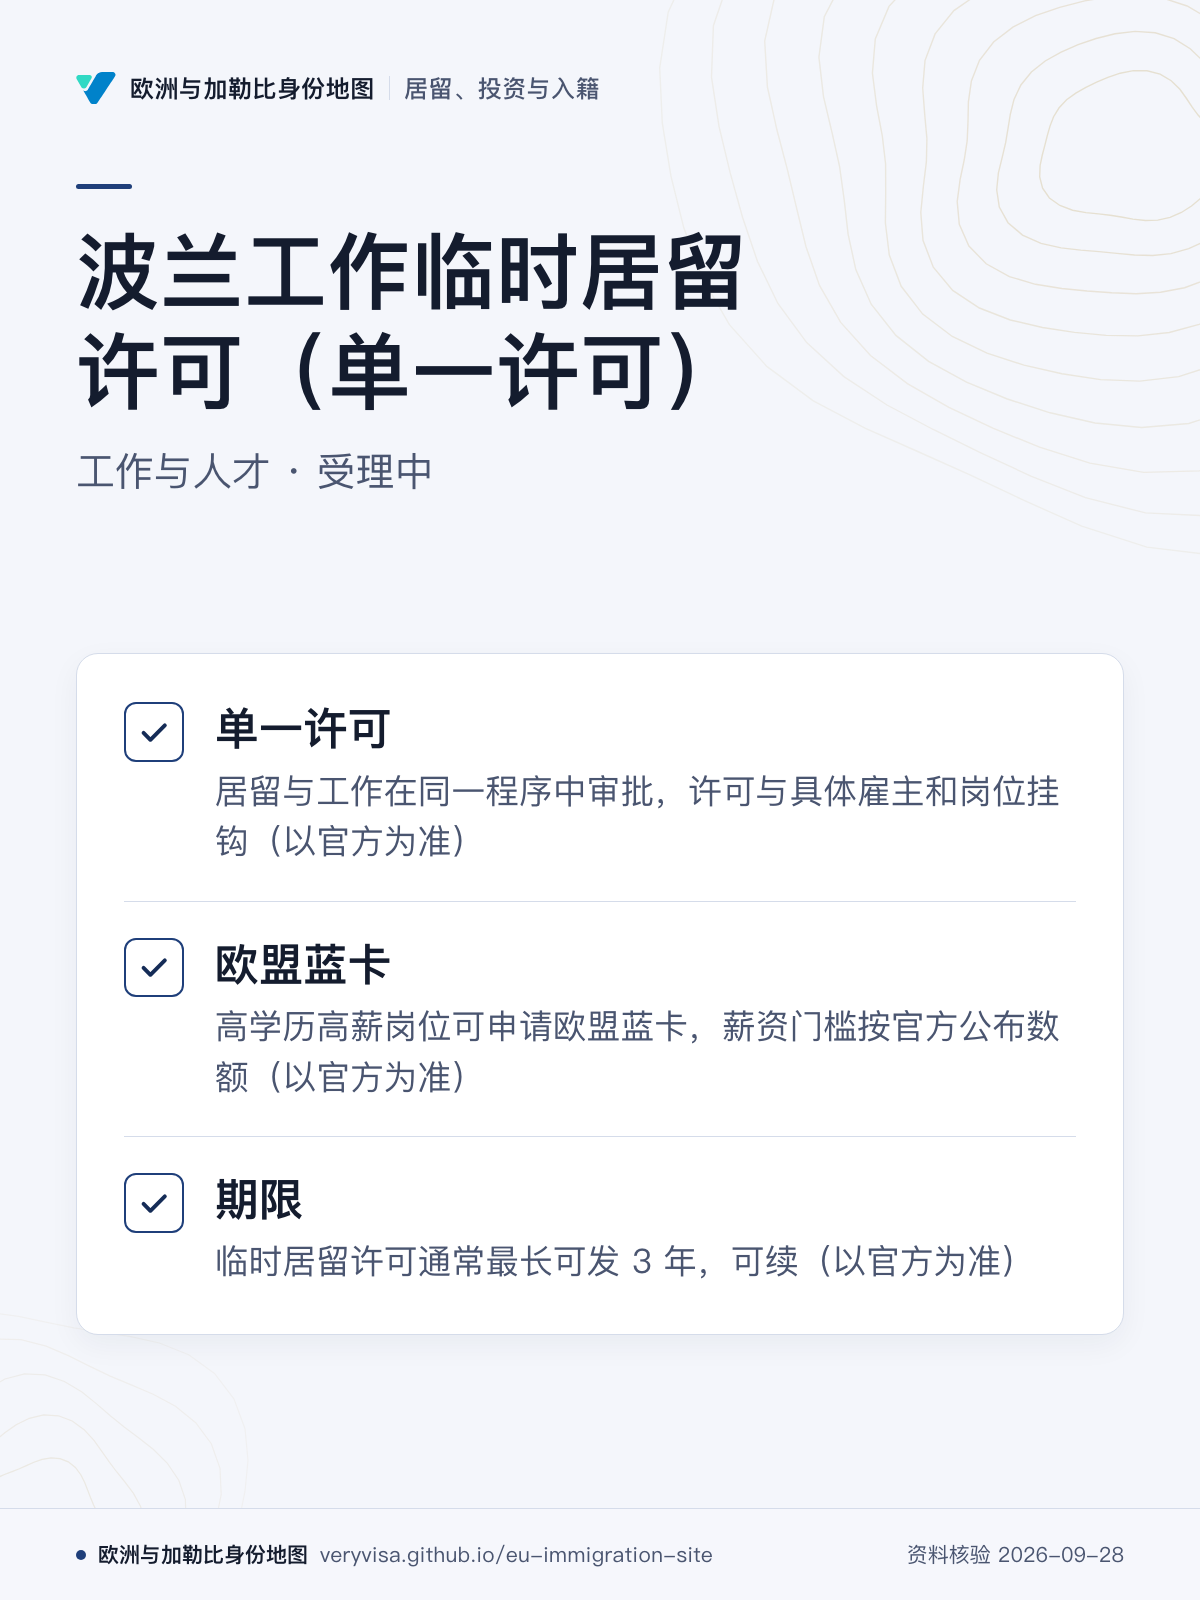 欧洲与加勒比身份地图 居留、投资与入籍
波兰工作临时居留
许可（单一许可）
工作与人才 · 受理中
单一许可
居留与工作在同一程序中审批，许可与具体雇主和岗位挂
钩（以官方为准）
欧盟蓝卡
高学历高薪岗位可申请欧盟蓝卡，薪资门槛按官方公布数
额（以官方为准）
期限
临时居留许可通常最长可发 3 年，可续（以官方为准）
欧洲与加勒比身份地图 veryvisa.github.io/eu-immigration-site 资料核验 2026-09-28